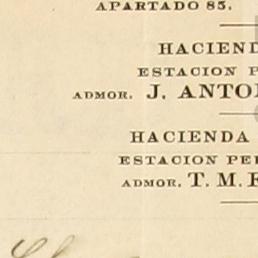 APARTADO 85.
HACIEND
ESTACION P
ADMOR. J. ANTO
HACIENDA
ESTACION PE
ADMOR. T. M. E